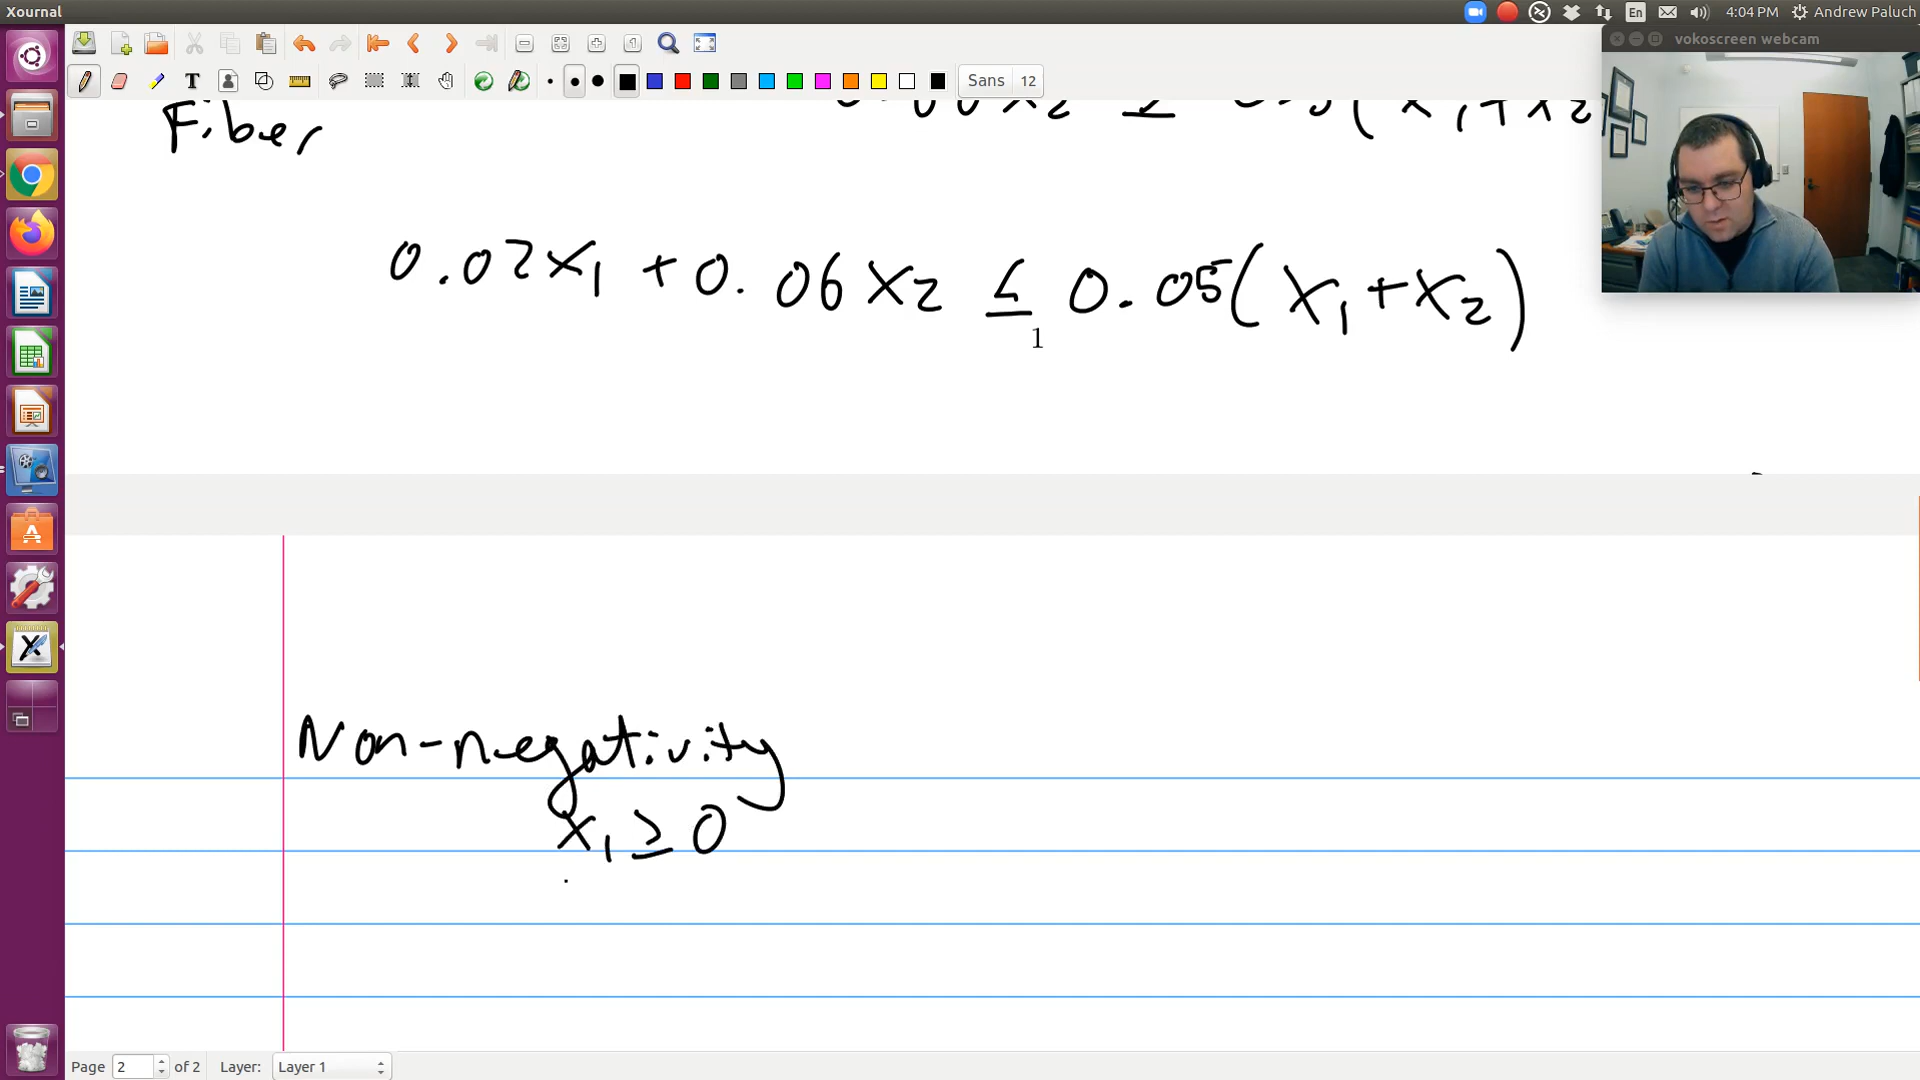 Xournal
En
4:04 PM
Andrew Paluch
vokoscreen webcam
T
Sans 12
Fiber
0.02x₁ + 0.06x₂ ≤ 0.05(x₁+x₂)
1
Non-negativity
x₁ ≥ 0
Page 2 of 2 Layer: Layer 1